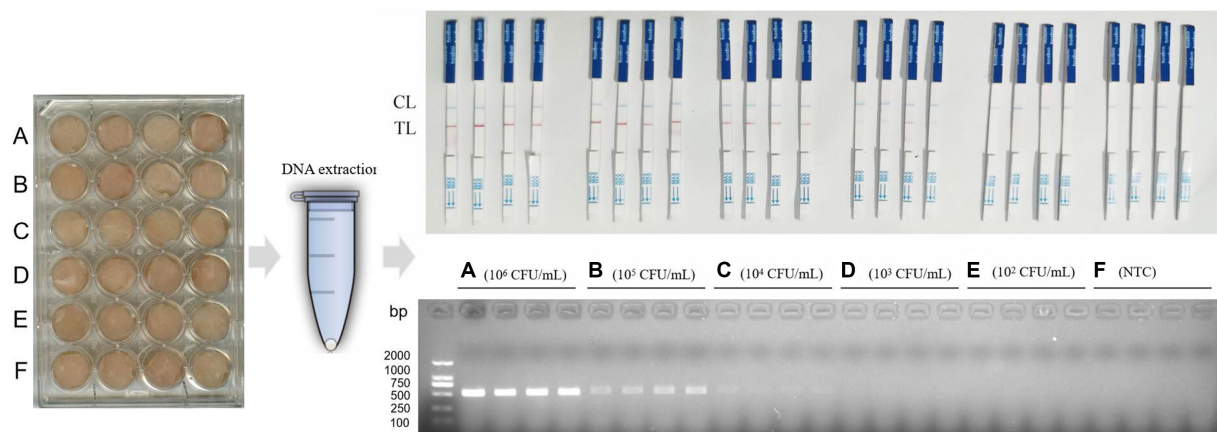 A
B
C
D
E
F
DNA extraction
CL
TL
A (10⁶ CFU/mL) B (10⁵ CFU/mL) C (10⁴ CFU/mL) D (10³ CFU/mL) E (10² CFU/mL) F (NTC)
bp
2000
1000
750
500
250
100